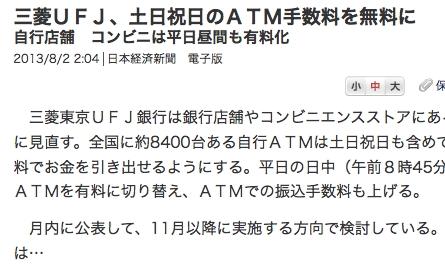 三菱ＵＦＪ、土日祝日のＡＴＭ手数料を無料に
自行店舗　コンビニは平日昼間も有料化
2013/8/2 2:04 | 日本経済新聞　電子版
小 中 大 保
三菱東京ＵＦＪ銀行は銀行店舗やコンビニエンスストアにあ
に見直す。全国に約8400台ある自行ＡＴＭは土日祝日も含めて
料でお金を引き出せるようにする。平日の日中（午前８時45分
ＡＴＭを有料に切り替え、ＡＴＭでの振込手数料も上げる。
月内に公表して、11月以降に実施する方向で検討している。
は…